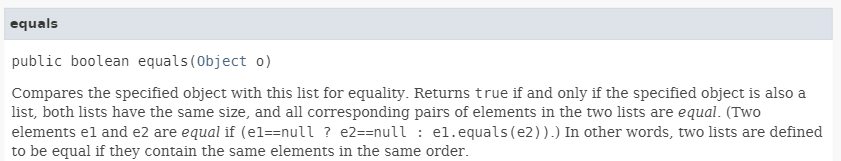 equals
public boolean equals(Object o)
Compares the specified object with this list for equality. Returns true if and only if the specified object is also a
list, both lists have the same size, and all corresponding pairs of elements in the two lists are equal. (Two
elements e1 and e2 are equal if (e1==null ? e2==null : e1.equals(e2)).) In other words, two lists are defined
to be equal if they contain the same elements in the same order.